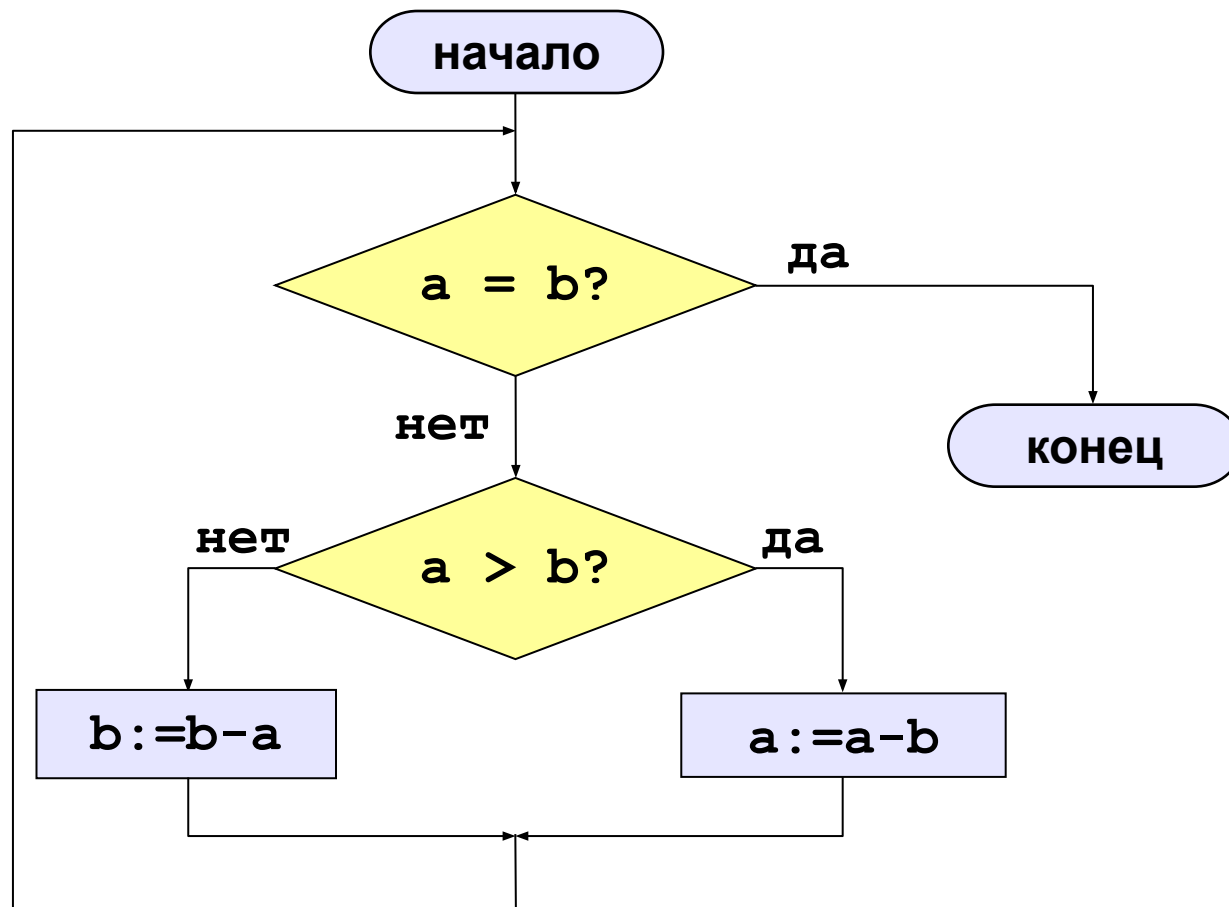 начало
a = b?
да
нет
конец
a > b?
нет
да
b:=b-a
a:=a-b